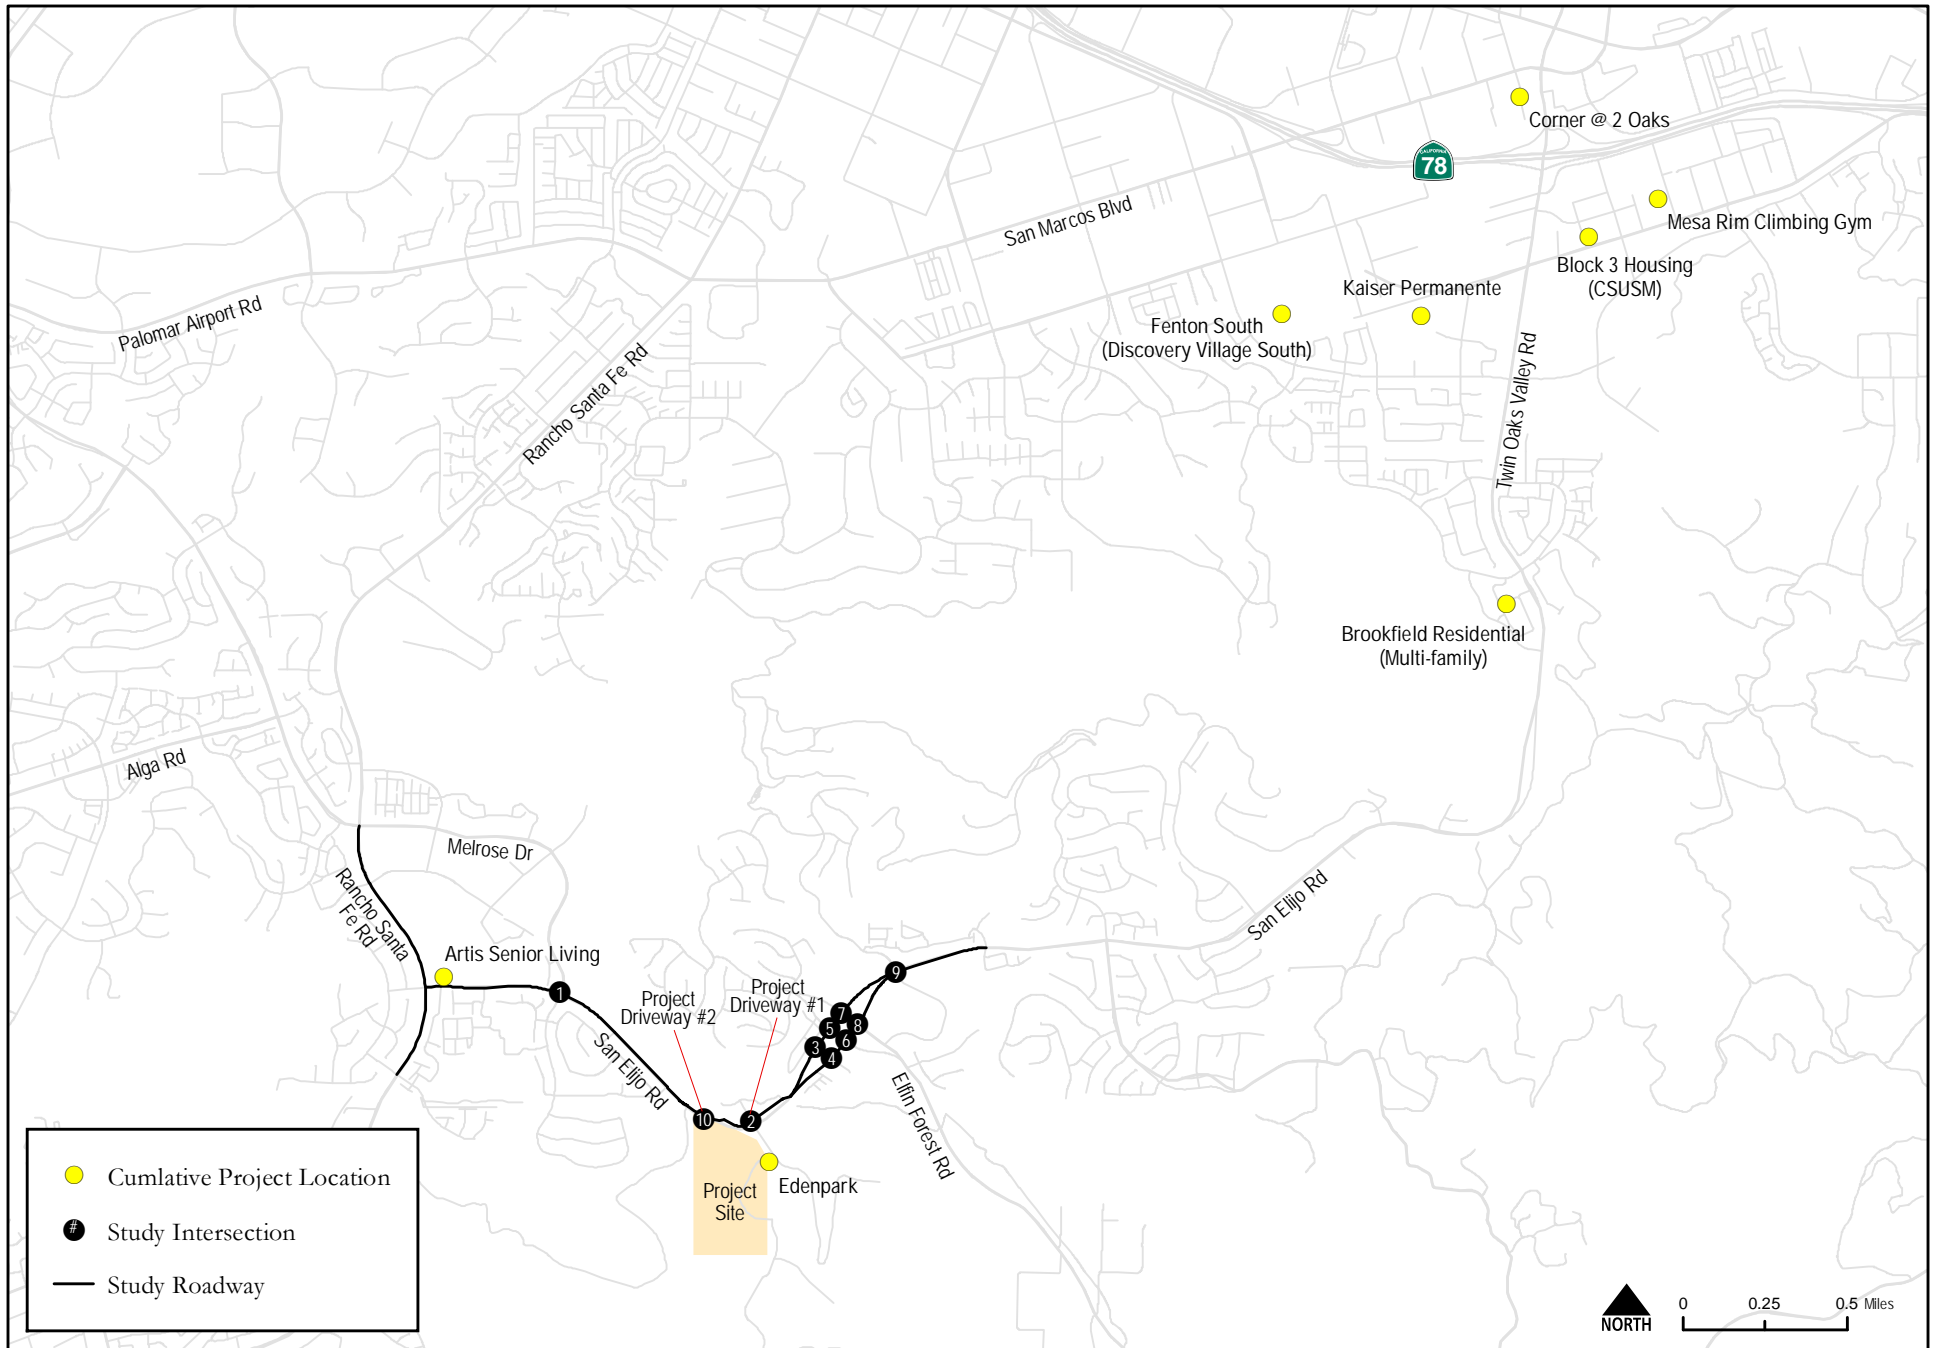 Corner @ 2 Oaks
CALIFORNIA
78
San Marcos Blvd
Mesa Rim Climbing Gym
Block 3 Housing
(CSUSM)
Kaiser Permanente
Palomar Airport Rd
Fenton South
(Discovery Village South)
Rancho Santa Fe Rd
Twin Oaks Valley Rd
Brookfield Residential
(Multi-family)
Alga Rd
Melrose Dr
Rancho Santa
Fe Rd
San Elijo Rd
Artis Senior Living
9
1
Project
Driveway #2
Project
Driveway #1
7
5
8
3
6
4
San Elijo Rd
Elfin Forest Rd
10
2
Project
Site
Edenpark
Cumlative Project Location
# Study Intersection
Study Roadway
NORTH
0 0.25 0.5 Miles